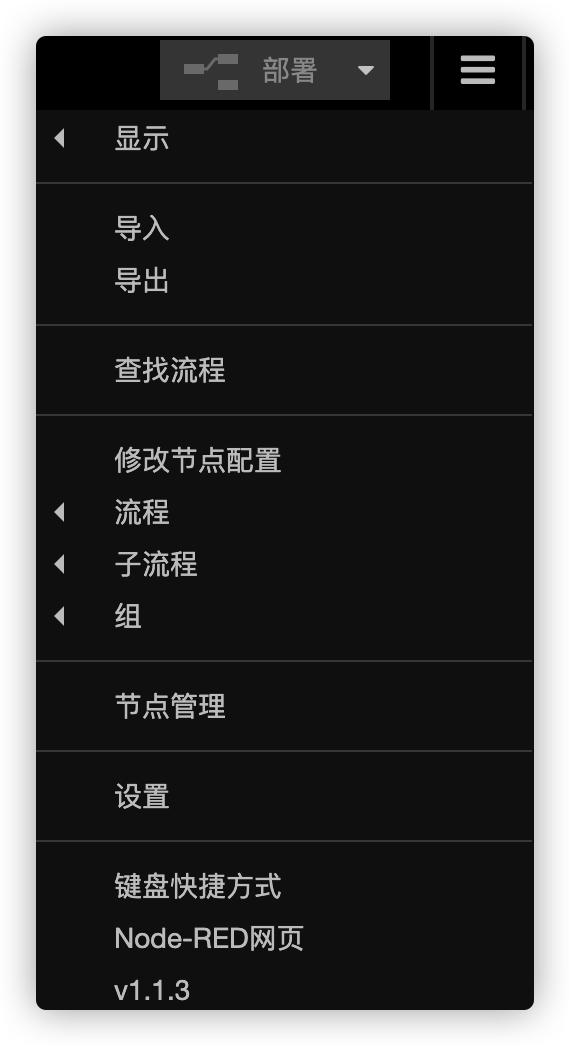 部署
显示
导入
导出
查找流程
修改节点配置
流程
子流程
组
节点管理
设置
键盘快捷方式
Node-RED网页
v1.1.3